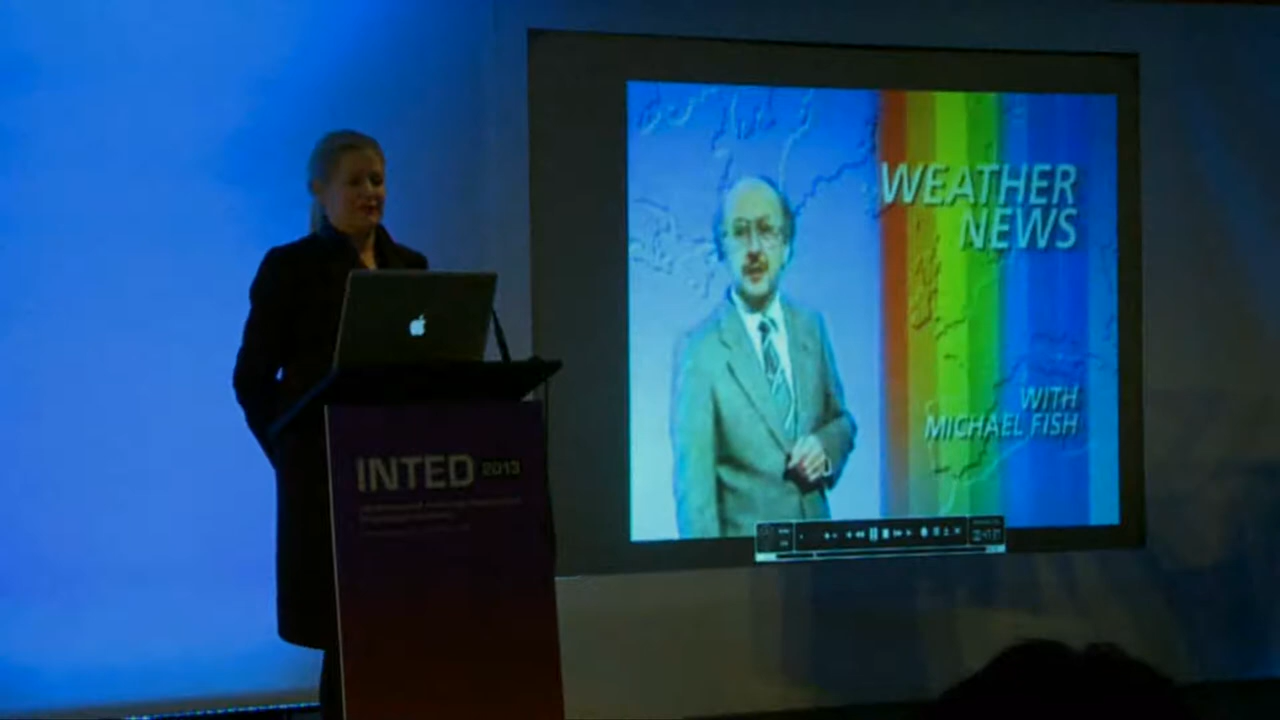 WEATHER
NEWS
WITH
MICHAEL FISH
INTED 2013